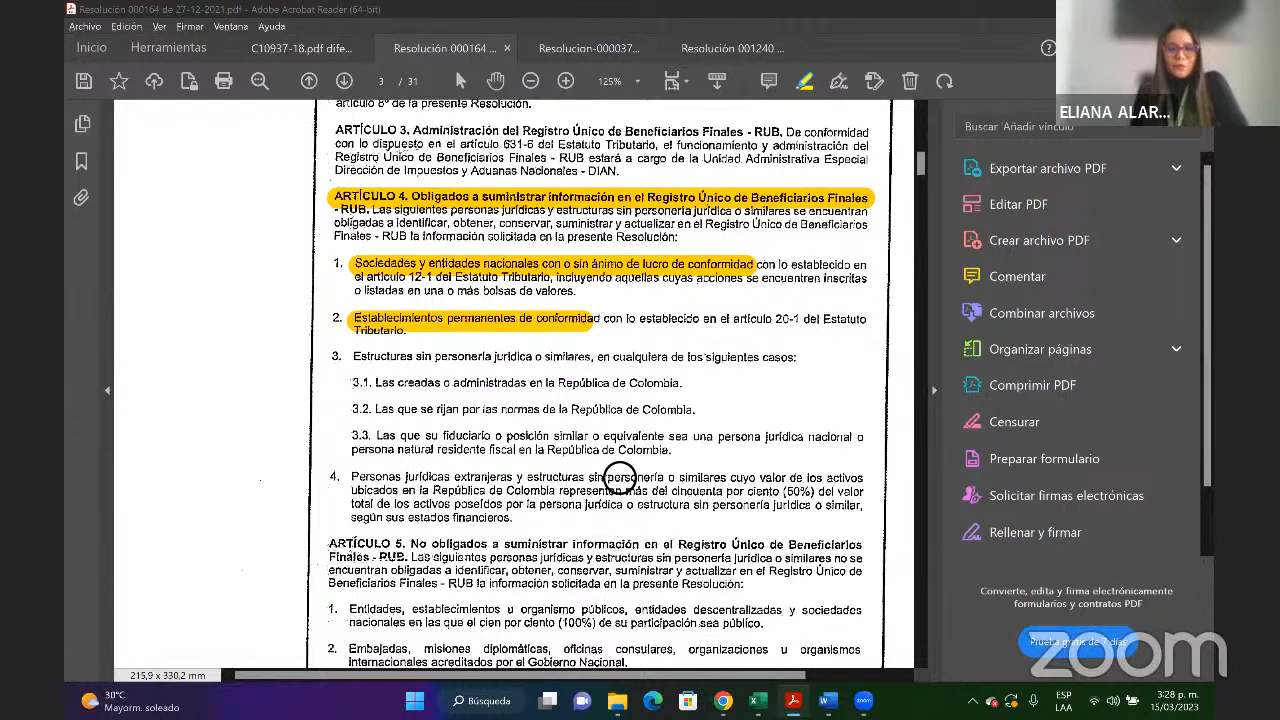 Resolución 000164 de 27-12-2021.pdf - Adobe Acrobat Reader (64-bit)
Archivo Edición Ver Firmar Ventana Ayuda
Inicio Herramientas C10937-18.pdf dife... Resolución 000164 ... × Resolucion-000037... Resolución 001240 ...
3 / 31 125%
ELIANA ALAR...
Buscar 'Añadir vínculo'
artículo 8º de la presente Resolución.
ARTÍCULO 3. Administración del Registro Único de Beneficiarios Finales - RUB. De conformidad
con lo dispuesto en el artículo 631-6 del Estatuto Tributario, el funcionamiento y administración del
Registro Único de Beneficiarios Finales - RUB estará a cargo de la Unidad Administrativa Especial
Dirección de Impuestos y Aduanas Nacionales - DIAN.
ARTÍCULO 4. Obligados a suministrar información en el Registro Único de Beneficiarios Finales
- RUB. Las siguientes personas jurídicas y estructuras sin personería jurídica o similares se encuentran
obligadas a identificar, obtener, conservar, suministrar y actualizar en el Registro Único de Beneficiarios
Finales - RUB la información solicitada en la presente Resolución:
1. Sociedades y entidades nacionales con o sin ánimo de lucro de conformidad con lo establecido en
el artículo 12-1 del Estatuto Tributario, incluyendo aquellas cuyas acciones se encuentren inscritas
o listadas en una o más bolsas de valores.
2. Establecimientos permanentes de conformidad con lo establecido en el artículo 20-1 del Estatuto
Tributario.
3. Estructuras sin personería jurídica o similares, en cualquiera de los siguientes casos:
3.1. Las creadas o administradas en la República de Colombia.
3.2. Las que se rijan por las normas de la República de Colombia.
3.3. Las que su fiduciario o posición similar o equivalente sea una persona jurídica nacional o
persona natural residente fiscal en la República de Colombia.
4. Personas jurídicas extranjeras y estructuras sin personería o similares cuyo valor de los activos
ubicados en la República de Colombia representen más del cincuenta por ciento (50%) del valor
total de los activos poseídos por la persona jurídica o estructura sin personería jurídica o similar,
según sus estados financieros.
ARTÍCULO 5. No obligados a suministrar información en el Registro Único de Beneficiarios
Finales - RUB. Las siguientes personas jurídicas y estructuras sin personería jurídica o similares no se
encuentran obligadas a identificar, obtener, conservar, suministrar y actualizar en el Registro Único de
Beneficiarios Finales - RUB la información solicitada en la presente Resolución:
1. Entidades, establecimientos u organismo públicos, entidades descentralizadas y sociedades
nacionales en las que el cien por ciento (100%) de su participación sea público.
2. Embajadas, misiones diplomáticas, oficinas consulares, organizaciones u organismos
internacionales acreditados por el Gobierno Nacional.
215,9 x 330,2 mm
Exportar archivo PDF
Editar PDF
Crear archivo PDF
Comentar
Combinar archivos
Organizar páginas
Comprimir PDF
Censurar
Preparar formulario
Solicitar firmas electrónicas
Rellenar y firmar
Convierte, edita y firma electrónicamente
formularios y contratos PDF
Prueba gratis de 7 días
zoom
30°C
Mayorm. soleado
Búsqueda
zoom
ESP
LAA
3:28 p. m.
15/03/2023